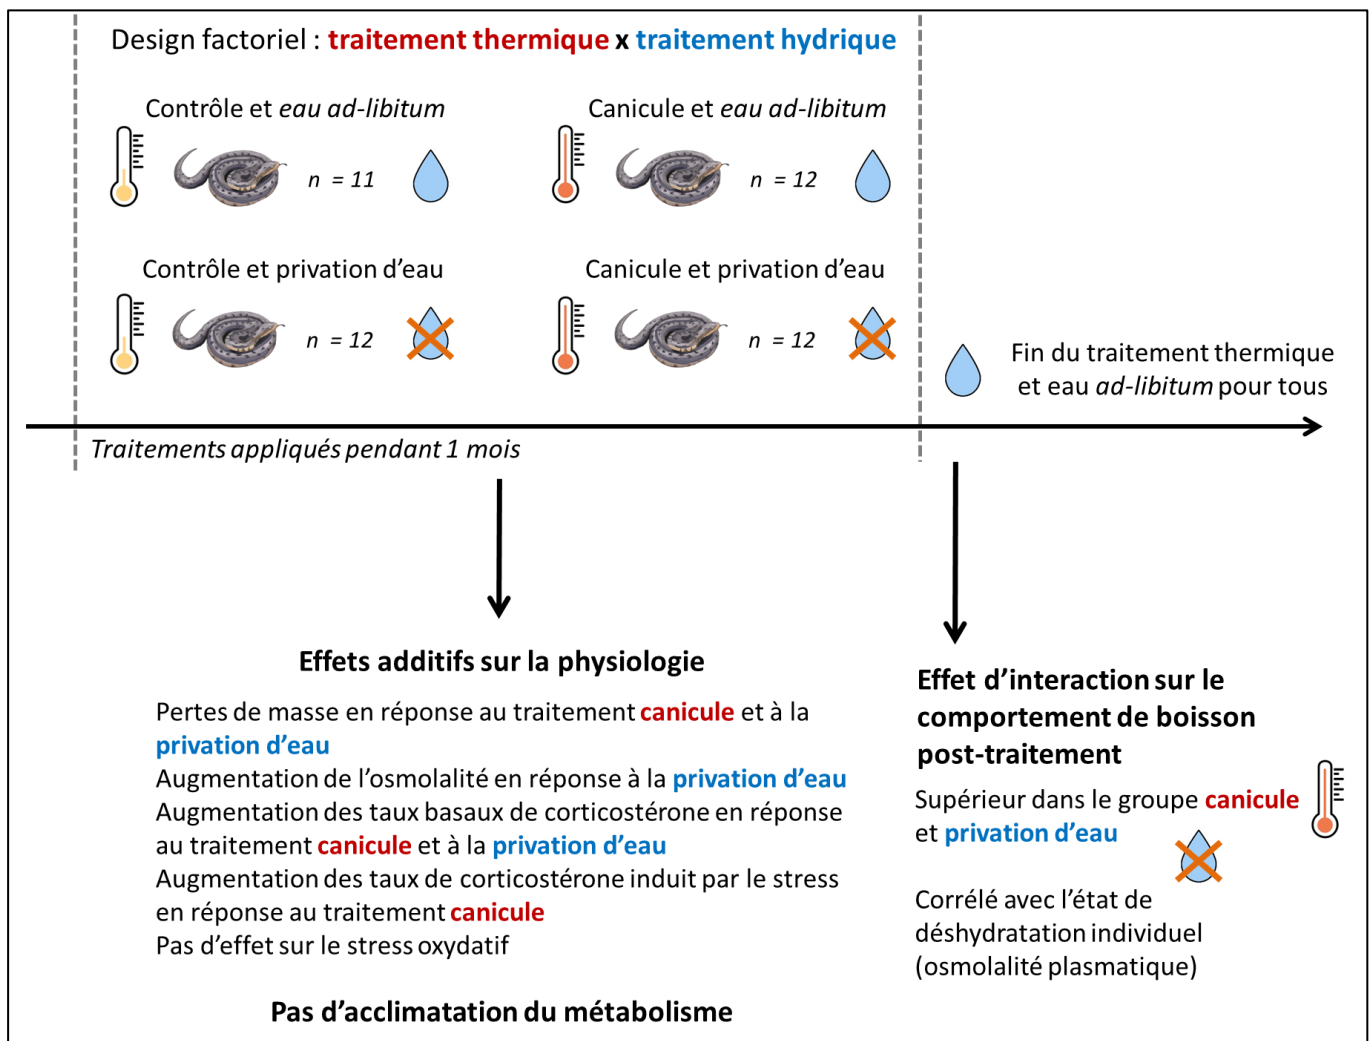 Design factoriel : traitement thermique x traitement hydrique
Contrôle et eau ad-libitum
Canicule et eau ad-libitum
n = 11
n = 12
Contrôle et privation d'eau
Canicule et privation d'eau
n = 12
n = 12
Fin du traitement thermique
et eau ad-libitum pour tous
Traitements appliqués pendant 1 mois
Effets additifs sur la physiologie
Pertes de masse en réponse au traitement canicule et à la
privation d'eau
Augmentation de l'osmolalité en réponse à la privation d'eau
Augmentation des taux basaux de corticostérone en réponse
au traitement canicule et à la privation d'eau
Augmentation des taux de corticostérone induit par le stress
en réponse au traitement canicule
Pas d'effet sur le stress oxydatif
Pas d'acclimatation du métabolisme
Effet d'interaction sur le
comportement de boisson
post-traitement
Supérieur dans le groupe canicule
et privation d'eau
Corrélé avec l'état de
déshydratation individuel
(osmolalité plasmatique)